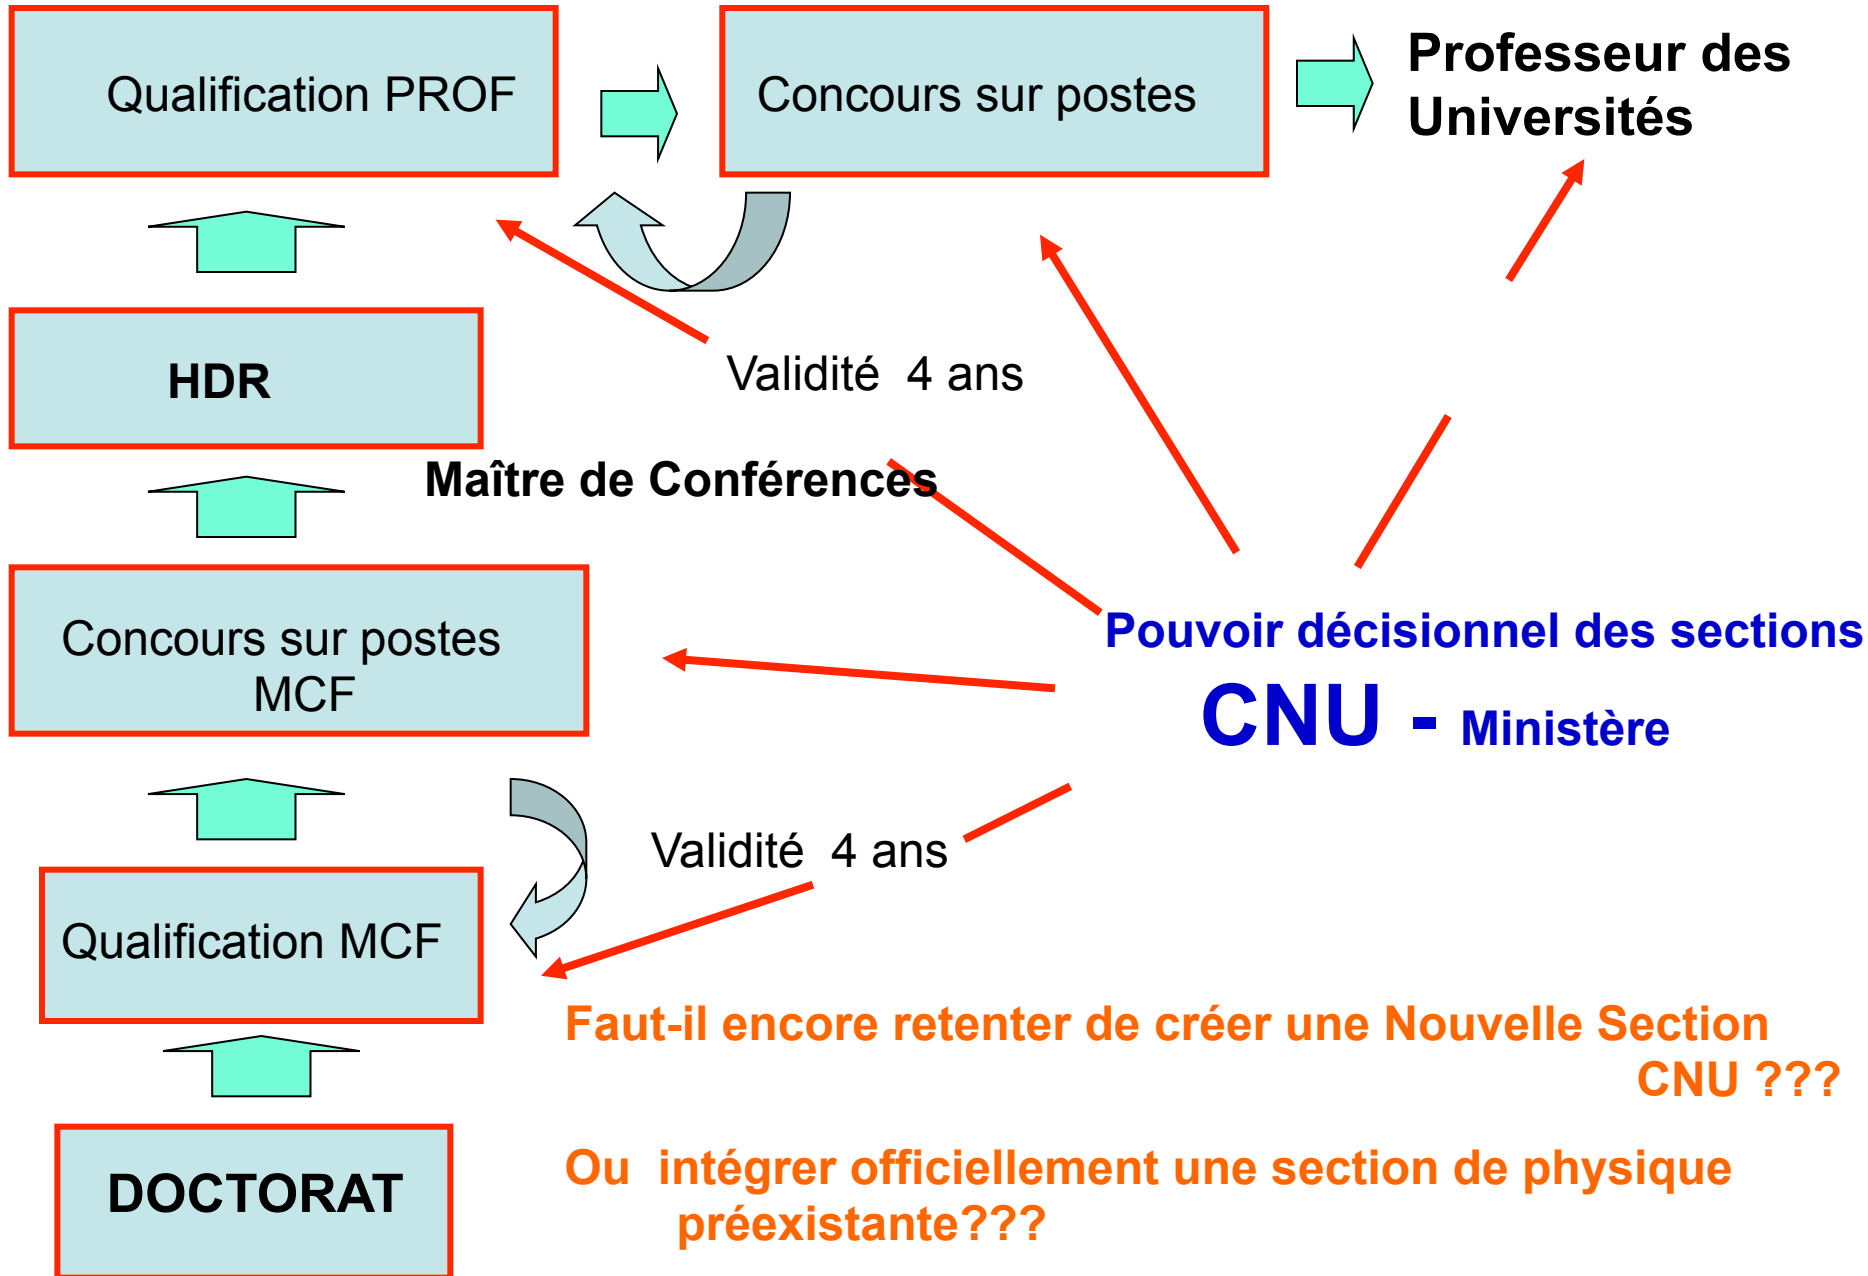 Qualification PROF
Concours sur postes
Professeur des
Universités
HDR
Validité 4 ans
Maître de Conférences
Concours sur postes
MCF
Pouvoir décisionnel des sections
CNU - Ministère
Validité 4 ans
Qualification MCF
Faut-il encore retenter de créer une Nouvelle Section
CNU ???
DOCTORAT
Ou intégrer officiellement une section de physique
préexistante???